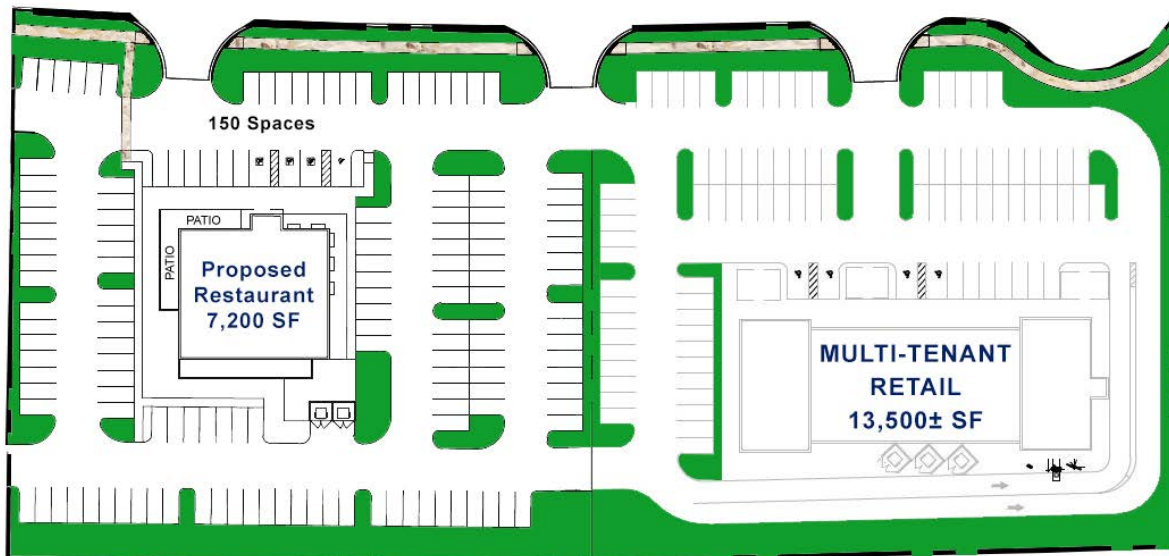 150 Spaces
PATIO
PATIO
Proposed
Restaurant
7,200 SF
MULTI-TENANT
RETAIL
13,500± SF